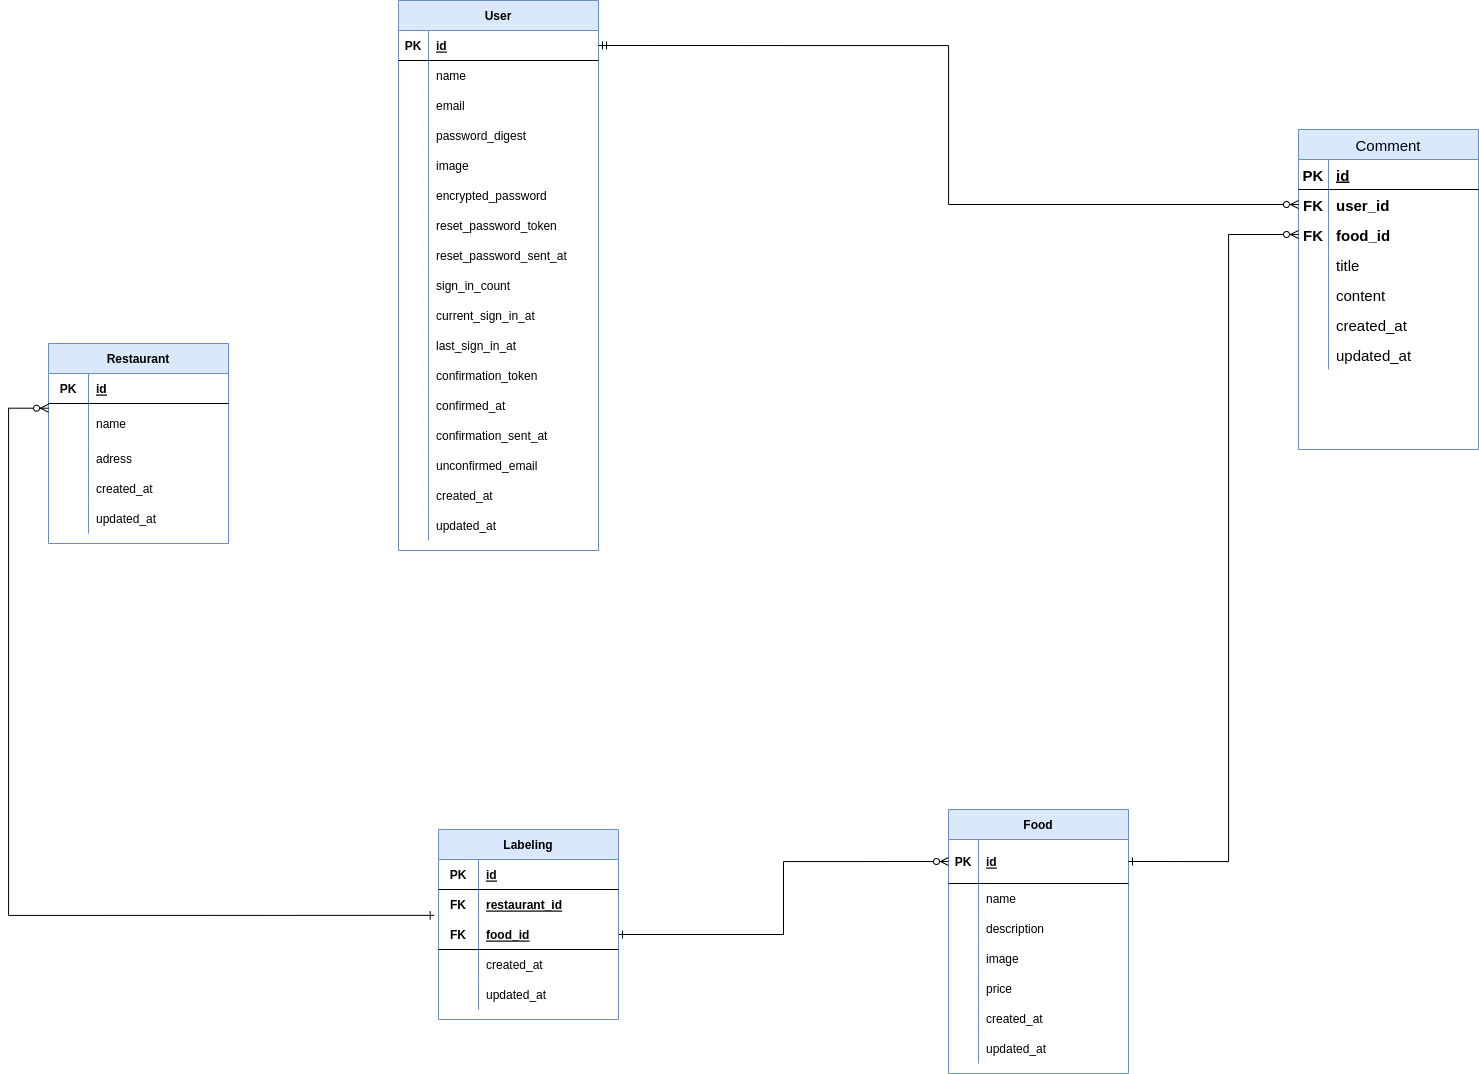 User
PK id
name
email
password_digest
image
encrypted_password
reset_password_token
reset_password_sent_at
sign_in_count
current_sign_in_at
last_sign_in_at
confirmation_token
confirmed_at
confirmation_sent_at
unconfirmed_email
created_at
updated_at
Comment
PK id
FK user_id
FK food_id
title
content
created_at
updated_at
Restaurant
PK id
name
adress
created_at
updated_at
Labeling
PK id
FK restaurant_id
FK food_id
created_at
updated_at
Food
PK id
name
description
image
price
created_at
updated_at